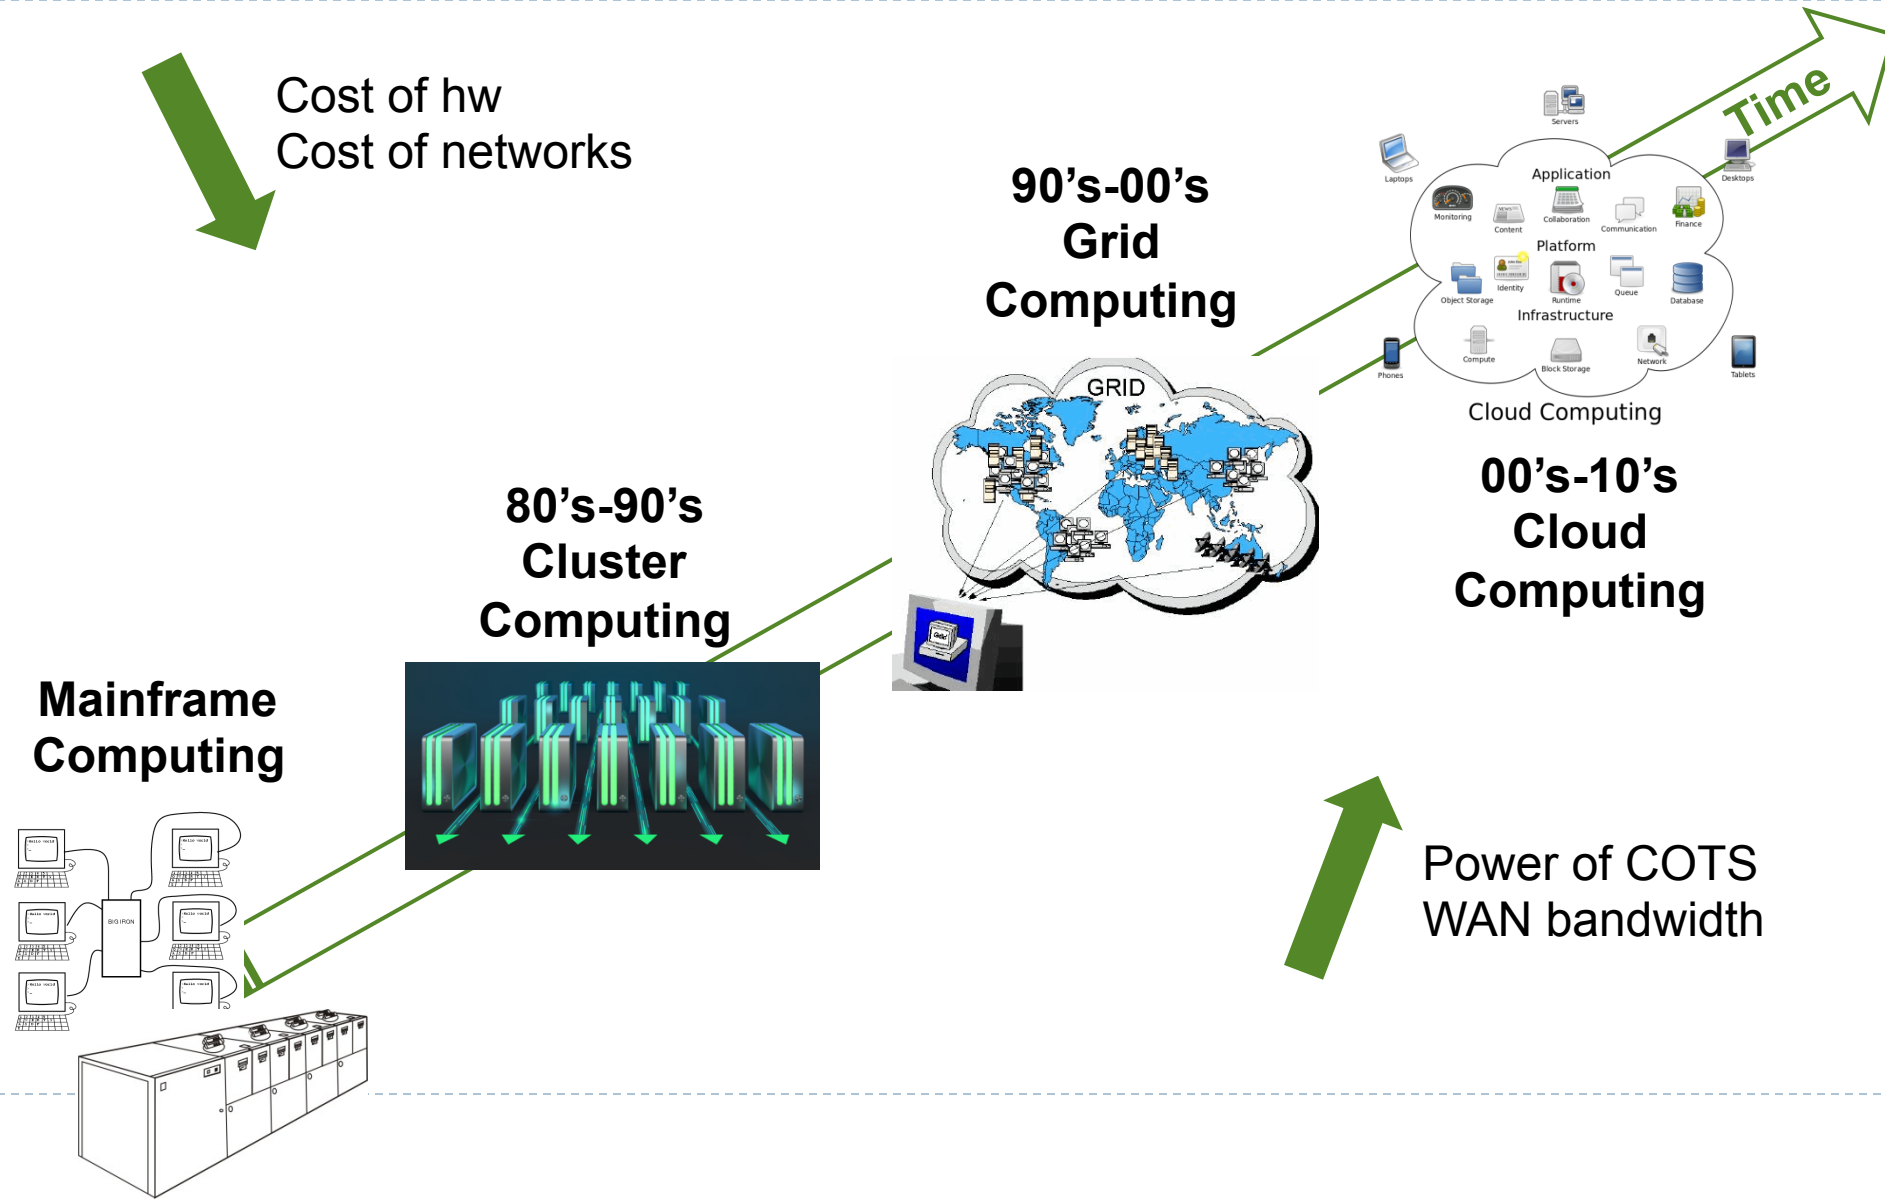 Cost of hw
Cost of networks
Time
90’s-00’s
Grid
Computing
Servers
Laptops
Desktops
Application
Monitoring
Content
Collaboration
Communication
Finance
Platform
Object Storage
Identity
Runtime
Queue
Database
Infrastructure
Compute
Block Storage
Network
Phones
Tablets
Cloud Computing
00’s-10’s
Cloud
Computing
GRID
80’s-90’s
Cluster
Computing
Mainframe
Computing
BIG IRON
Power of COTS
WAN bandwidth